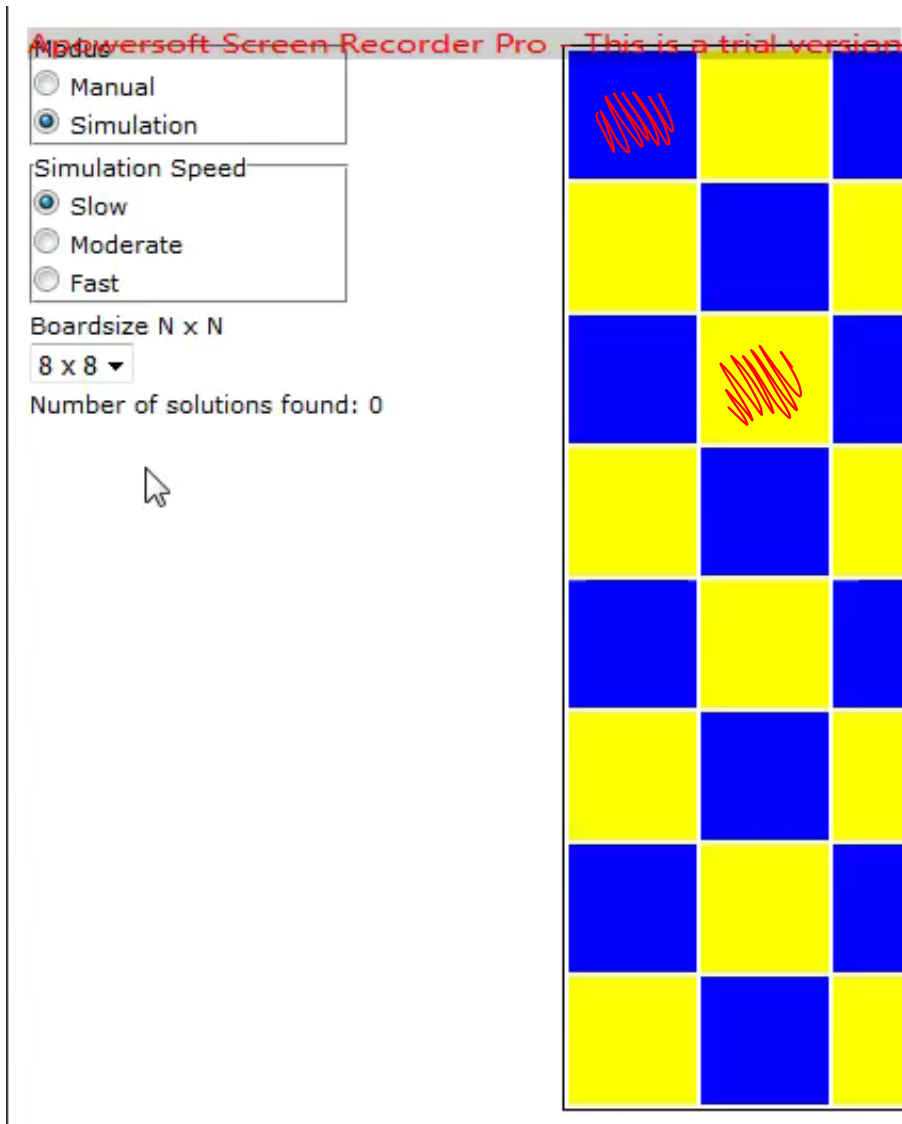 Apowersoft Screen Recorder Pro - This is a trial version
Modus
Manual
Simulation
Simulation Speed
Slow
Moderate
Fast
Boardsize N x N
8 x 8
Number of solutions found: 0